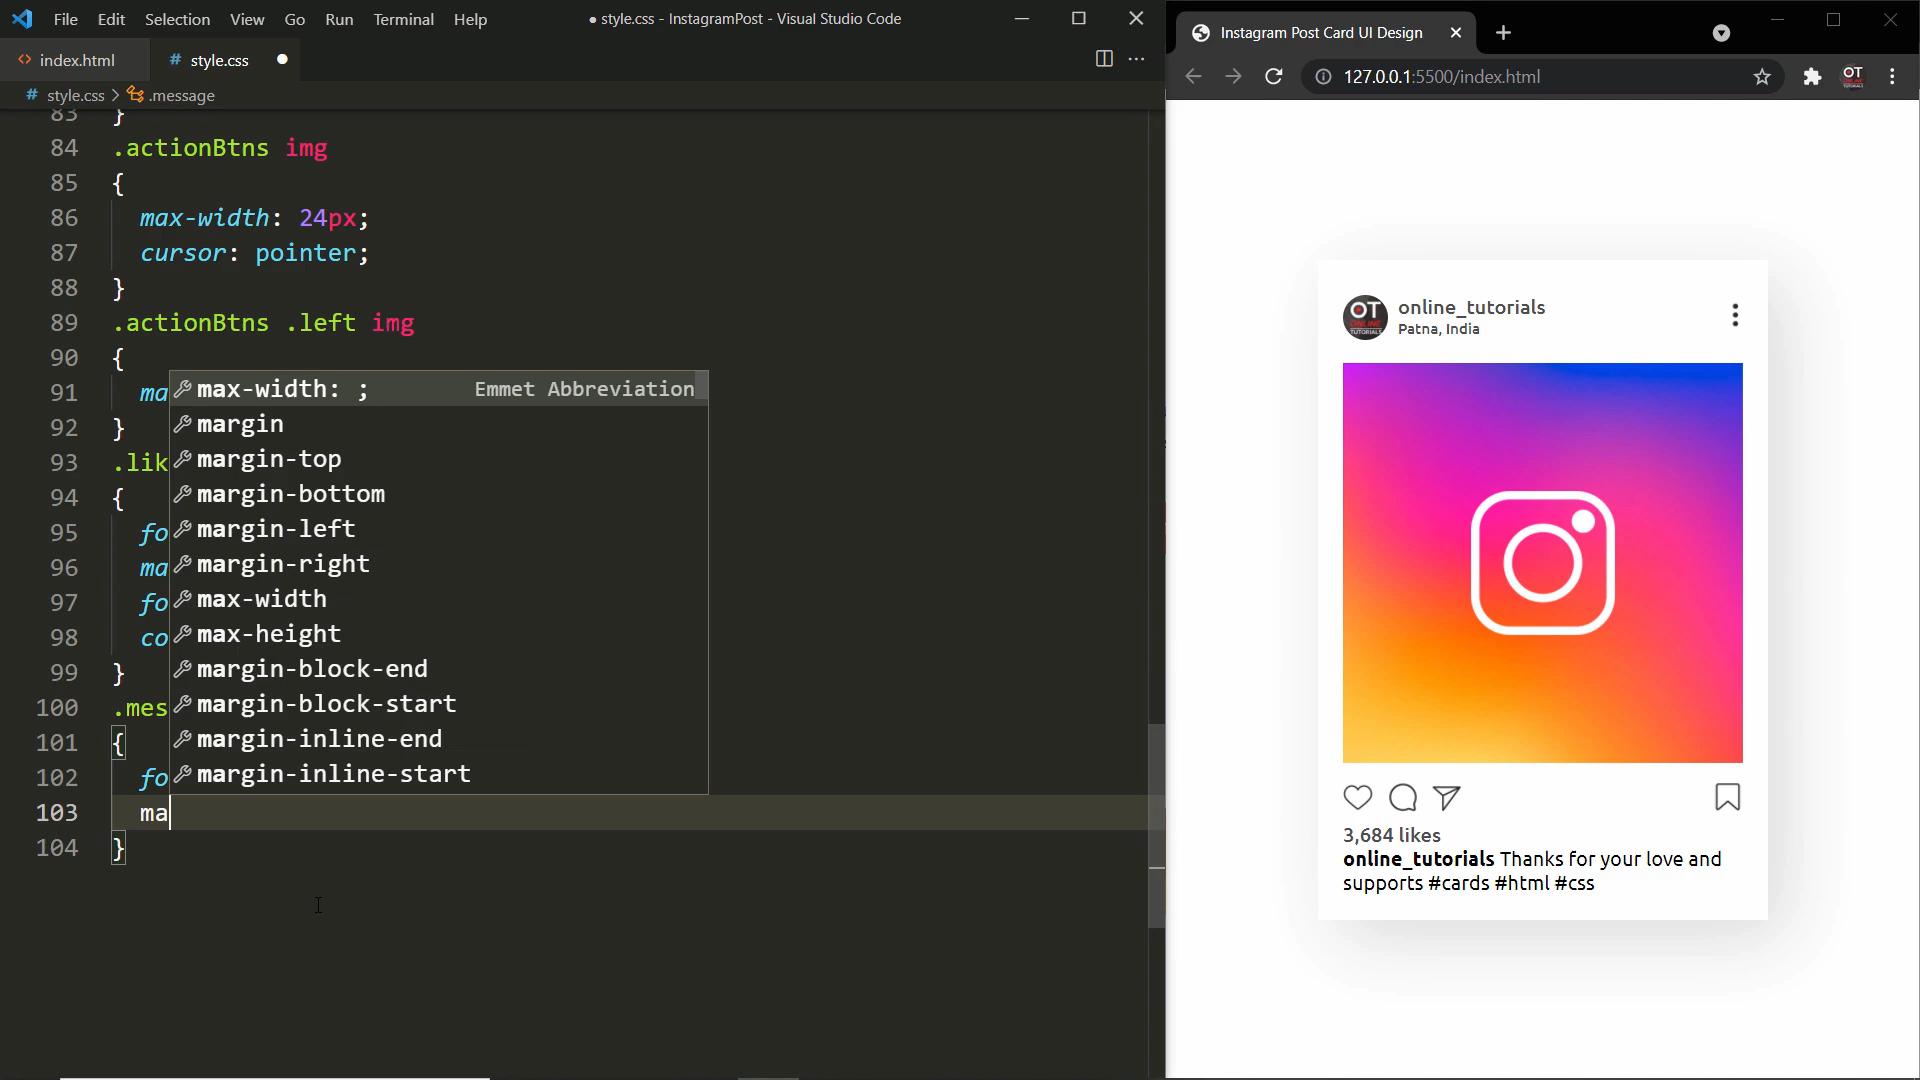 File Edit Selection View Go Run Terminal Help
● style.css - InstagramPost - Visual Studio Code
index.html
# style.css
# style.css > .message
83 }
84 .actionBtns img
85 {
86 max-width: 24px;
87 cursor: pointer;
88 }
89 .actionBtns .left img
90 {
91 ma
92 }
93 .lik
94 {
95 fo
96 ma
97 fo
98 co
99 }
100 .mes
101 {
102 fo
103 ma
104 }
max-width: ; Emmet Abbreviation
margin
margin-top
margin-bottom
margin-left
margin-right
max-width
max-height
margin-block-end
margin-block-start
margin-inline-end
margin-inline-start
Instagram Post Card UI Design
127.0.0.1:5500/index.html
OT
OT
ONLINE
TUTORIALS
online_tutorials
Patna, India
3,684 likes
online_tutorials Thanks for your love and
supports #cards #html #css